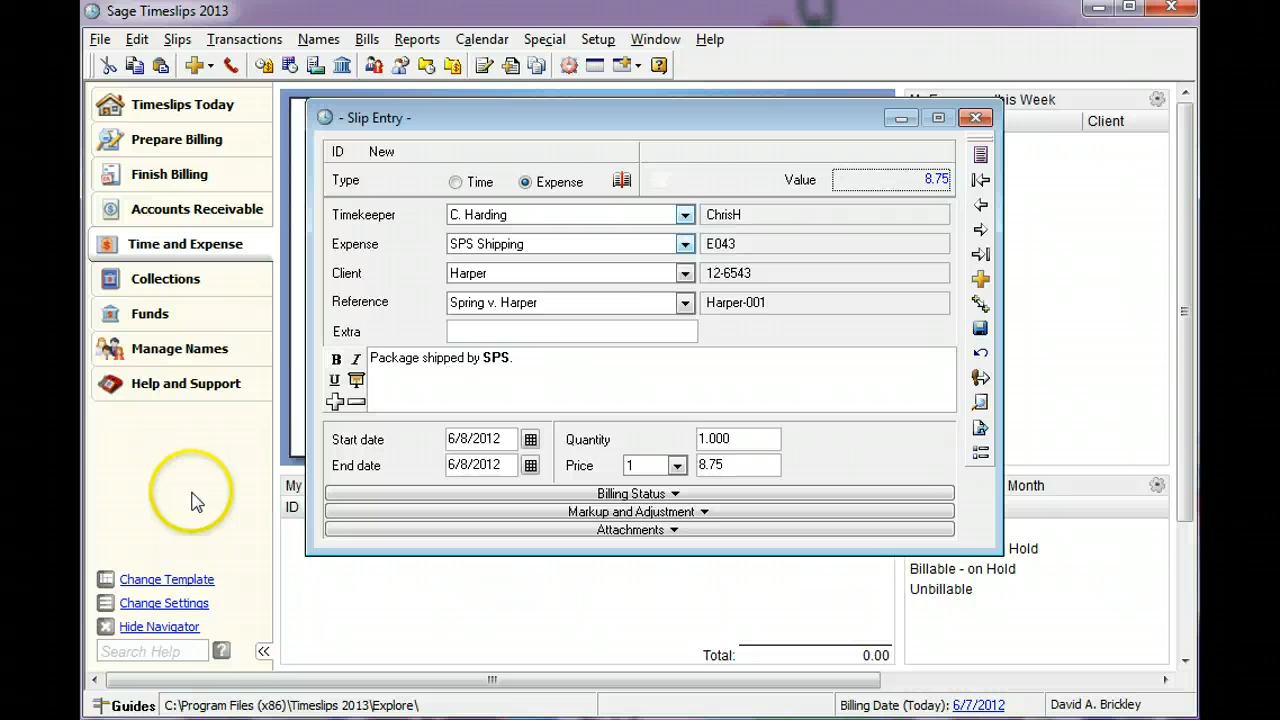 Sage Timeslips 2013
File Edit Slips Transactions Names Bills Reports Calendar Special Setup Window Help
Timeslips Today
Prepare Billing
Finish Billing
Accounts Receivable
Time and Expense
Collections
Funds
Manage Names
Help and Support
Change Template
Change Settings
Hide Navigator
Search Help
- Slip Entry -
ID New
Type Time Expense Value 8.75
Timekeeper C. Harding ChrisH
Expense SPS Shipping E043
Client Harper 12-6543
Reference Spring v. Harper Harper-001
Extra
B I
U
Package shipped by SPS.
Start date 6/8/2012 Quantity 1.000
End date 6/8/2012 Price 1 8.75
Billing Status
Markup and Adjustment
Attachments
this Week
Client
My
ID
Month
Hold
Billable - on Hold
Unbillable
Total: 0.00
Guides C:\Program Files (x86)\Timeslips 2013\Explore\ Billing Date (Today): 6/7/2012 David A. Brickley